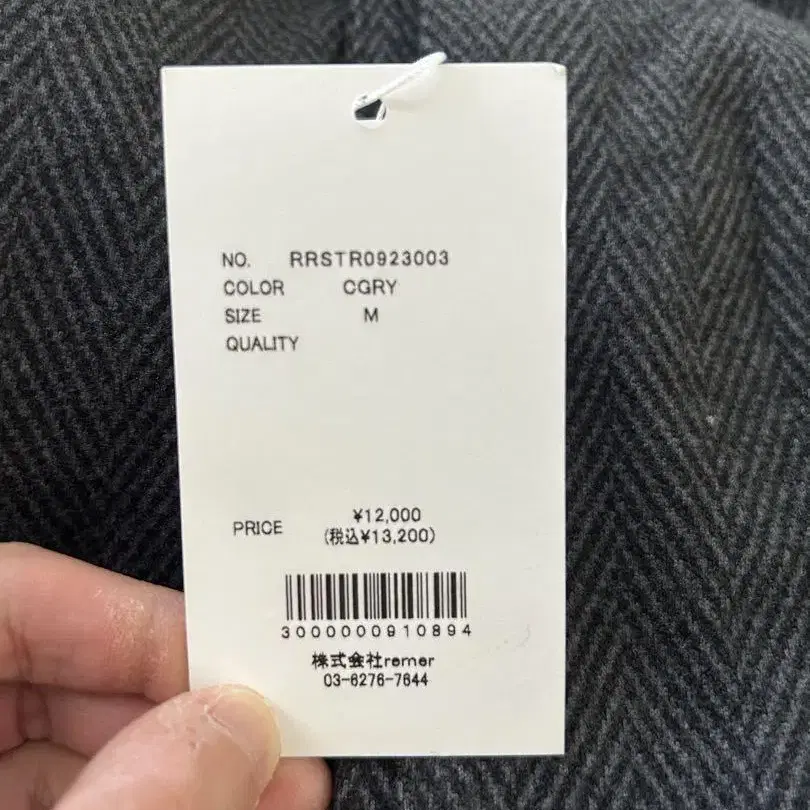 NO. RRSTR0923003
COLOR CGRY
SIZE M
QUALITY
PRICE ¥12,000
(税込¥13,200)
3000000910894
株式会社remer
03-6276-7644